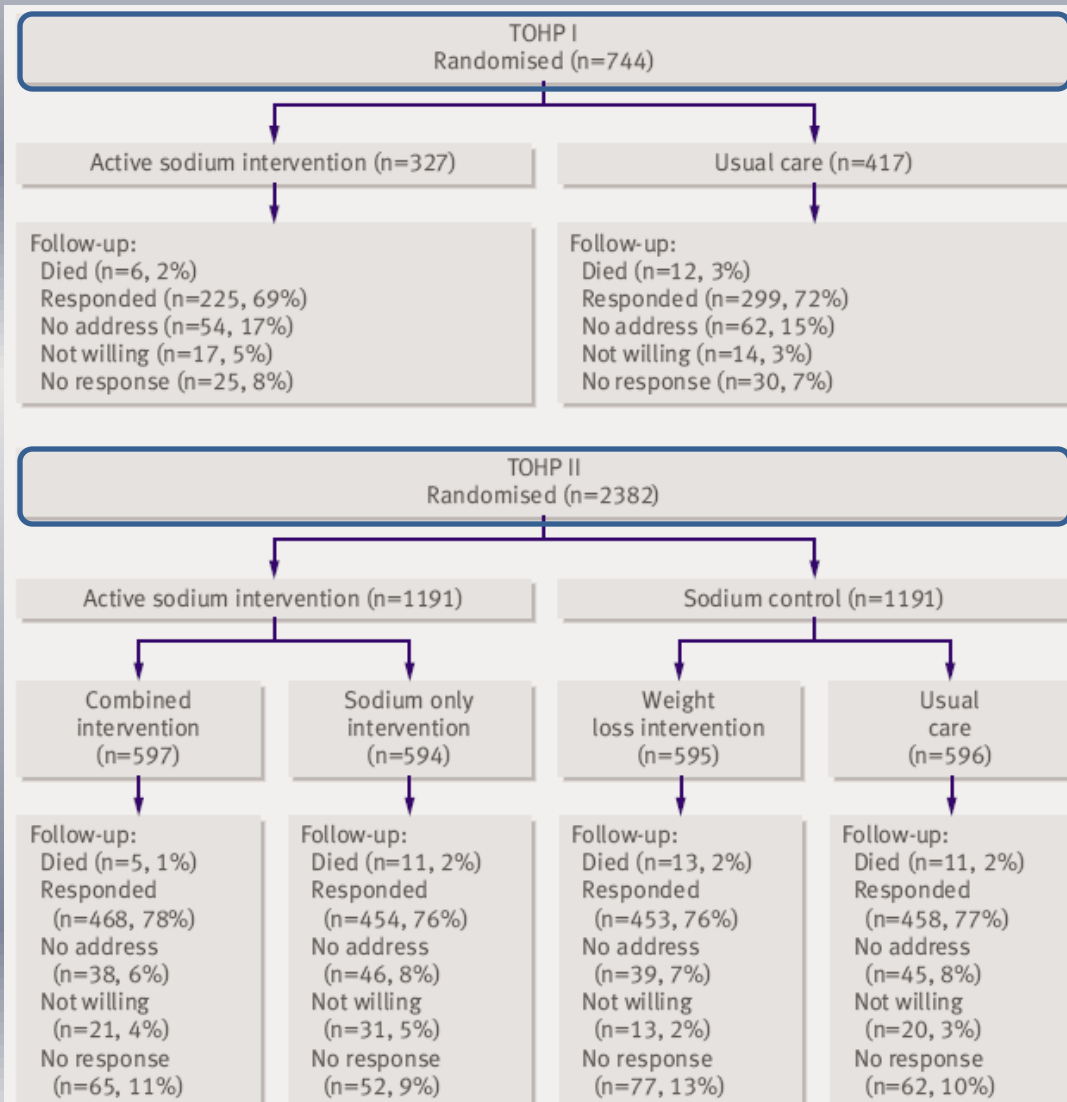 TOHP I
Randomised (n=744)
Active sodium intervention (n=327)
Usual care (n=417)
Follow-up:
Died (n=6, 2%)
Responded (n=225, 69%)
No address (n=54, 17%)
Not willing (n=17, 5%)
No response (n=25, 8%)
Follow-up:
Died (n=12, 3%)
Responded (n=299, 72%)
No address (n=62, 15%)
Not willing (n=14, 3%)
No response (n=30, 7%)
TOHP II
Randomised (n=2382)
Active sodium intervention (n=1191)
Sodium control (n=1191)
Combined
intervention
(n=597)
Sodium only
intervention
(n=594)
Weight
loss intervention
(n=595)
Usual
care
(n=596)
Follow-up:
Died (n=5, 1%)
Responded
(n=468, 78%)
No address
(n=38, 6%)
Not willing
(n=21, 4%)
No response
(n=65, 11%)
Follow-up:
Died (n=11, 2%)
Responded
(n=454, 76%)
No address
(n=46, 8%)
Not willing
(n=31, 5%)
No response
(n=52, 9%)
Follow-up:
Died (n=13, 2%)
Responded
(n=453, 76%)
No address
(n=39, 7%)
Not willing
(n=13, 2%)
No response
(n=77, 13%)
Follow-up:
Died (n=11, 2%)
Responded
(n=458, 77%)
No address
(n=45, 8%)
Not willing
(n=20, 3%)
No response
(n=62, 10%)